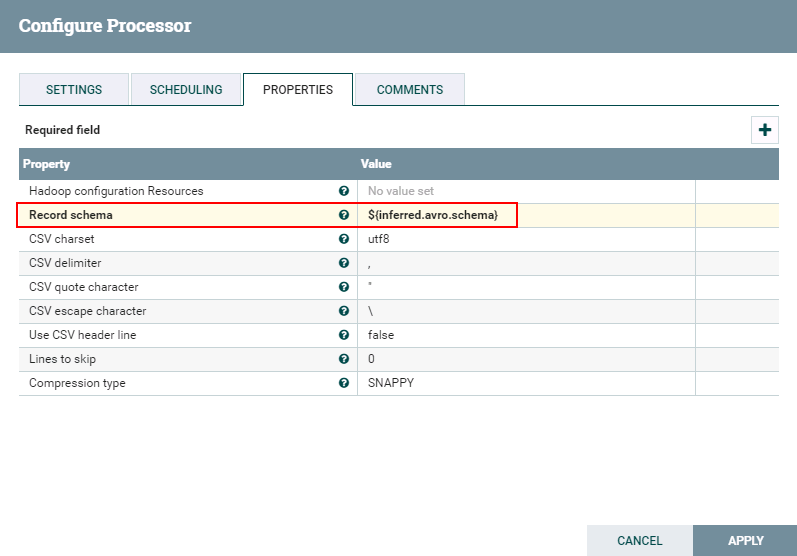 Configure Processor
SETTINGS SCHEDULING PROPERTIES COMMENTS
Required field
Property Value
Hadoop configuration Resources No value set
Record schema ${inferred.avro.schema}
CSV charset utf8
CSV delimiter ,
CSV quote character "
CSV escape character \
Use CSV header line false
Lines to skip 0
Compression type SNAPPY
CANCEL APPLY